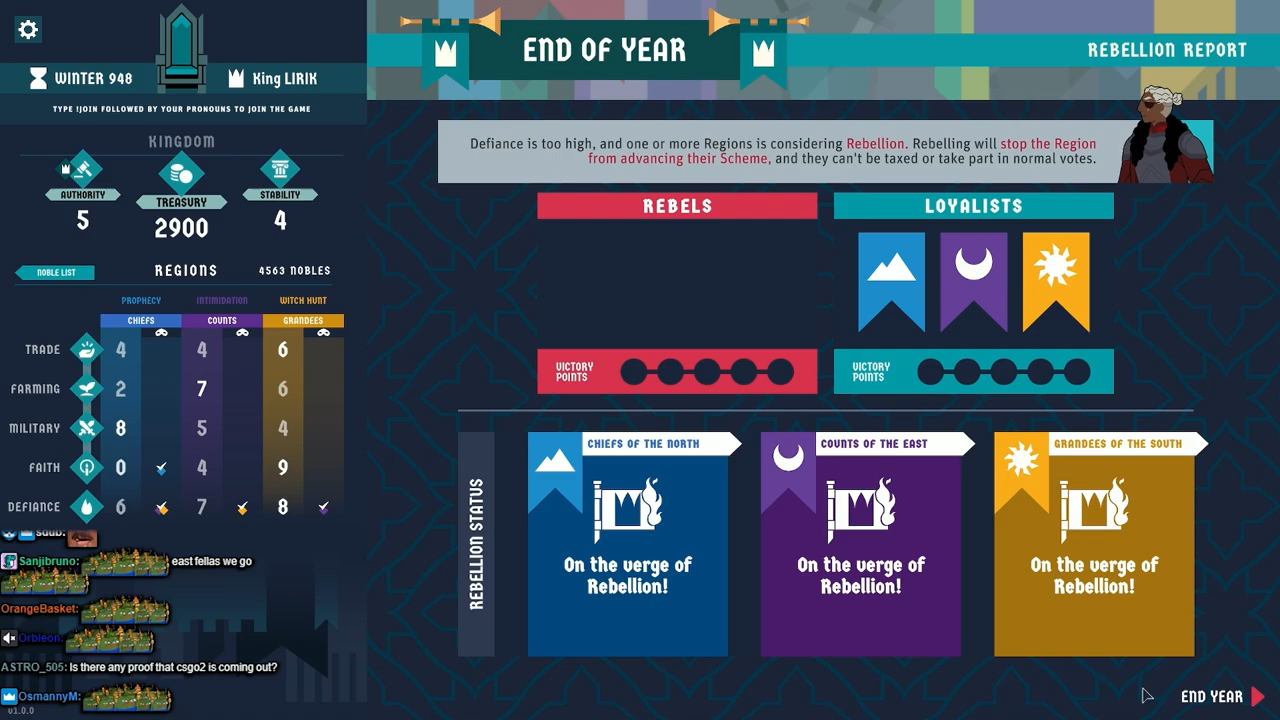 WINTER 948
King LIRIK
TYPE !JOIN FOLLOWED BY YOUR PRONOUNS TO JOIN THE GAME
KINGDOM
AUTHORITY
TREASURY
STABILITY
5
2900
4
NOBLE LIST
REGIONS
4563 NOBLES
PROPHECY
INTIMIDATION
WITCH HUNT
CHIEFS
COUNTS
GRANDEES
TRADE 4 4 6
FARMING 2 7 6
MILITARY 8 5 4
FAITH 0 4 9
DEFIANCE 6 7 8
sdub:
Sanjibruno: east fellas we go
OrangeBasket:
Orbleon:
ASTRO_505: Is there any proof that csgo2 is coming out?
OsmannyM:
v1.0.0
END OF YEAR
REBELLION REPORT
Defiance is too high, and one or more Regions is considering Rebellion. Rebelling will stop the Region
from advancing their Scheme, and they can't be taxed or take part in normal votes.
REBELS
LOYALISTS
VICTORY
POINTS
VICTORY
POINTS
REBELLION STATUS
CHIEFS OF THE NORTH
On the verge of
Rebellion!
COUNTS OF THE EAST
On the verge of
Rebellion!
GRANDEES OF THE SOUTH
On the verge of
Rebellion!
END YEAR